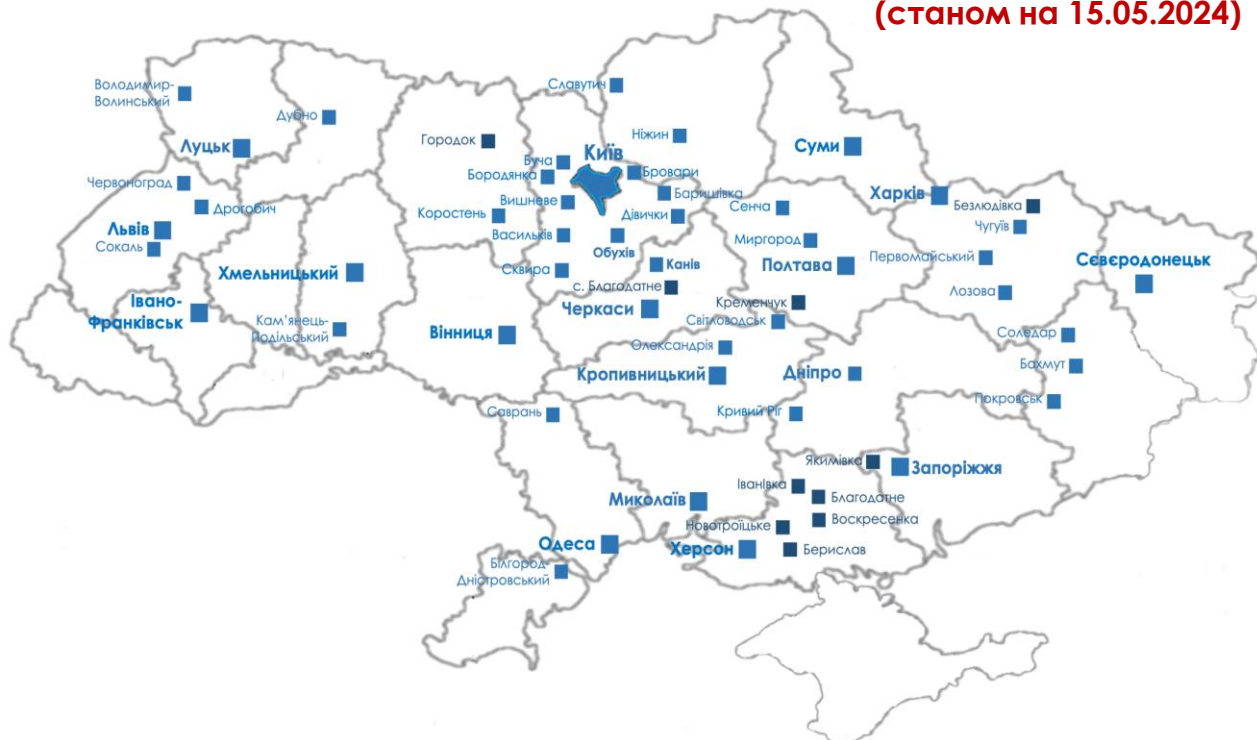 (станом на 15.05.2024)
Володимир-
Волинський
Славутич
Дубно
Ніжин
Городок
Луцьк
Київ
Суми
Буча
Бровари
Бородянка
Червоноград
Баришівка
Харків
Дрогобич
Вишневе
Безлюдівка
Коростень
Дівички
Сенча
Чугуїв
Львів
Васильків
Обухів
Миргород
Сокаль
Первомайський
Сєвєродонецьк
Хмельницький
Сквира
Канів
Полтава
с. Благодатне
Лозова
Івано-
Франківськ
Черкаси
Кременчук
Світловодськ
Кам’янець-
Подільський
Вінниця
Соледар
Олександрія
Бахмут
Кропивницький
Дніпро
Покровськ
Саврань
Кривий Ріг
Якимівка
Запоріжжя
Іванівка
Благодатне
Миколаїв
Воскресенка
Новотроїцьке
Одеса
Херсон
Берислав
Білгород-
Дністровський